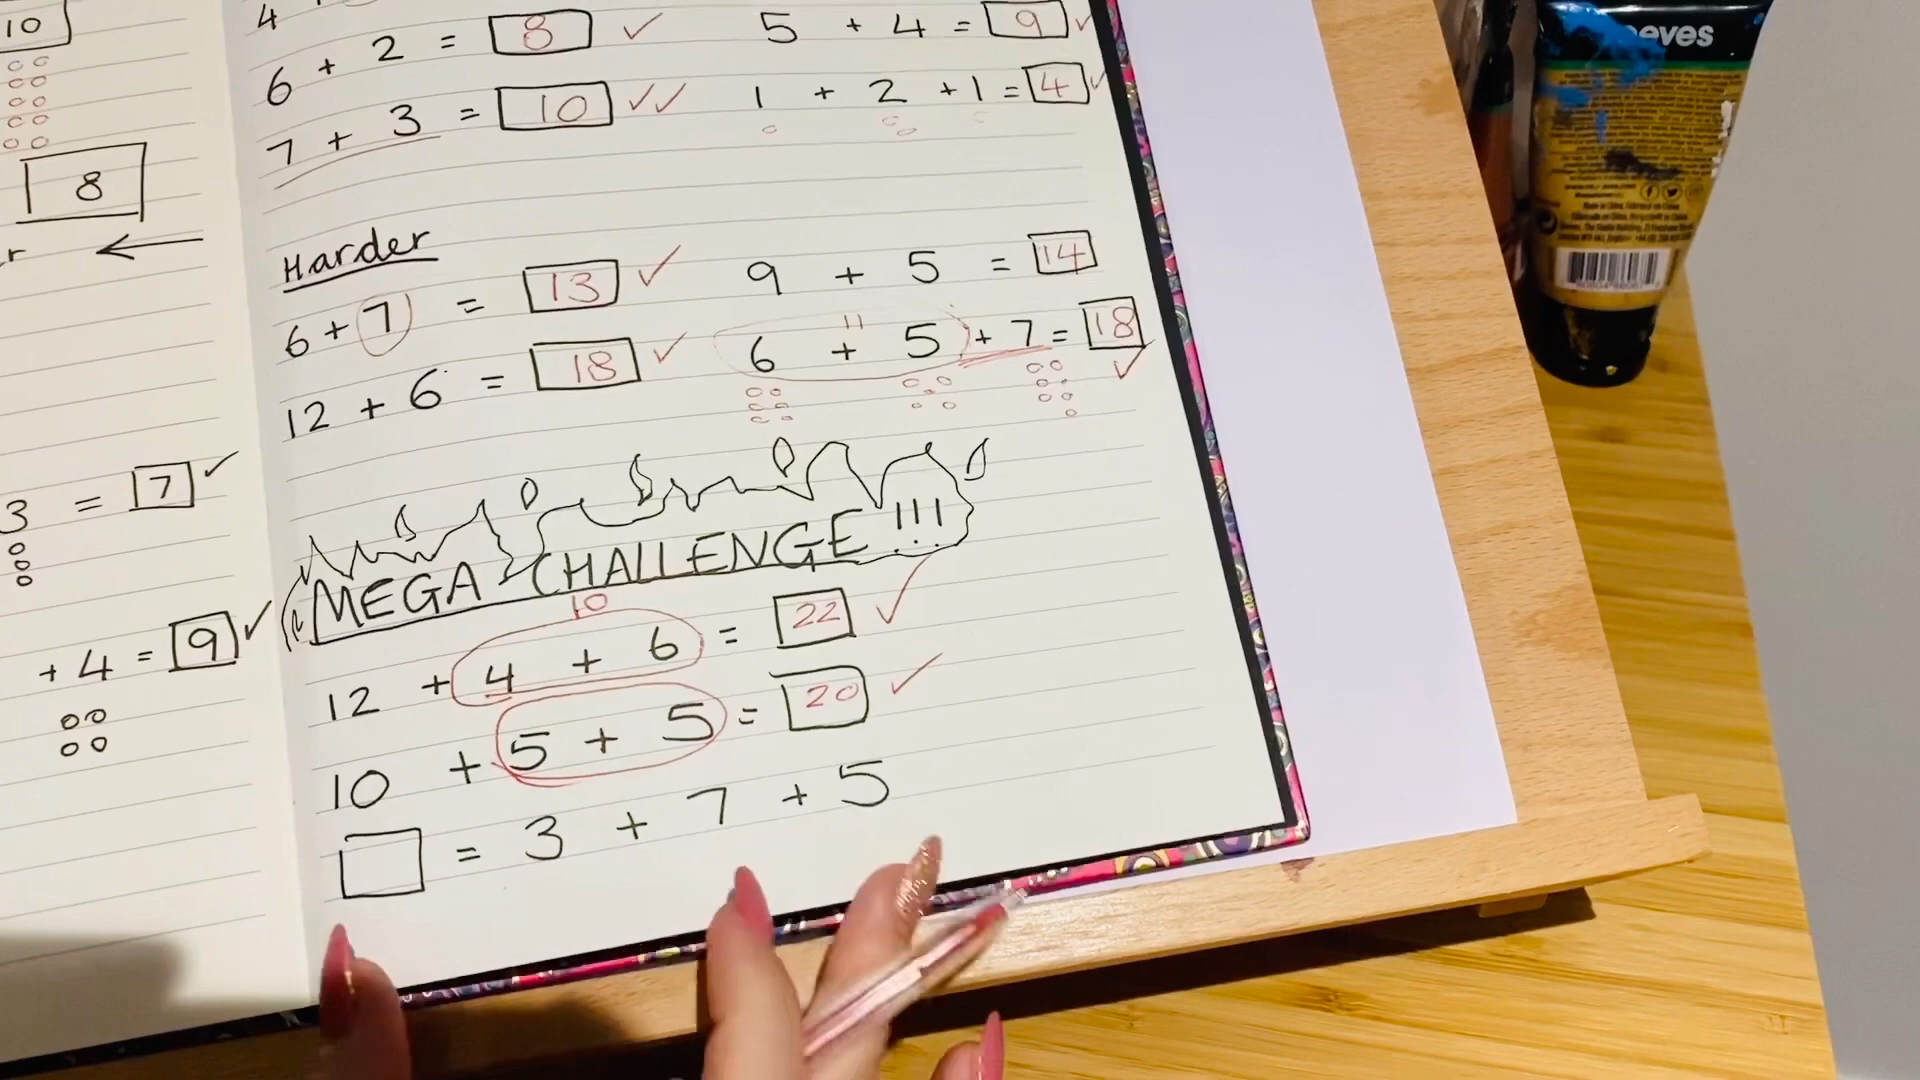 10
8
r ←
3 = 7 ✓
+ 4 = 9 ✓
4
6 + 2 = 8 ✓
5 + 4 = 9 ✓
7 + 3 = 10 ✓✓
1 + 2 + 1 = 4 ✓
Harder
6 + 7 = 13 ✓
9 + 5 = 14
12 + 6 = 18 ✓
11
6 + 5 + 7 = 18 ✓
MEGA CHALLENGE!!!
10
12 + 4 + 6 = 22 ✓
10 + 5 + 5 = 20 ✓
□ = 3 + 7 + 5
eeves